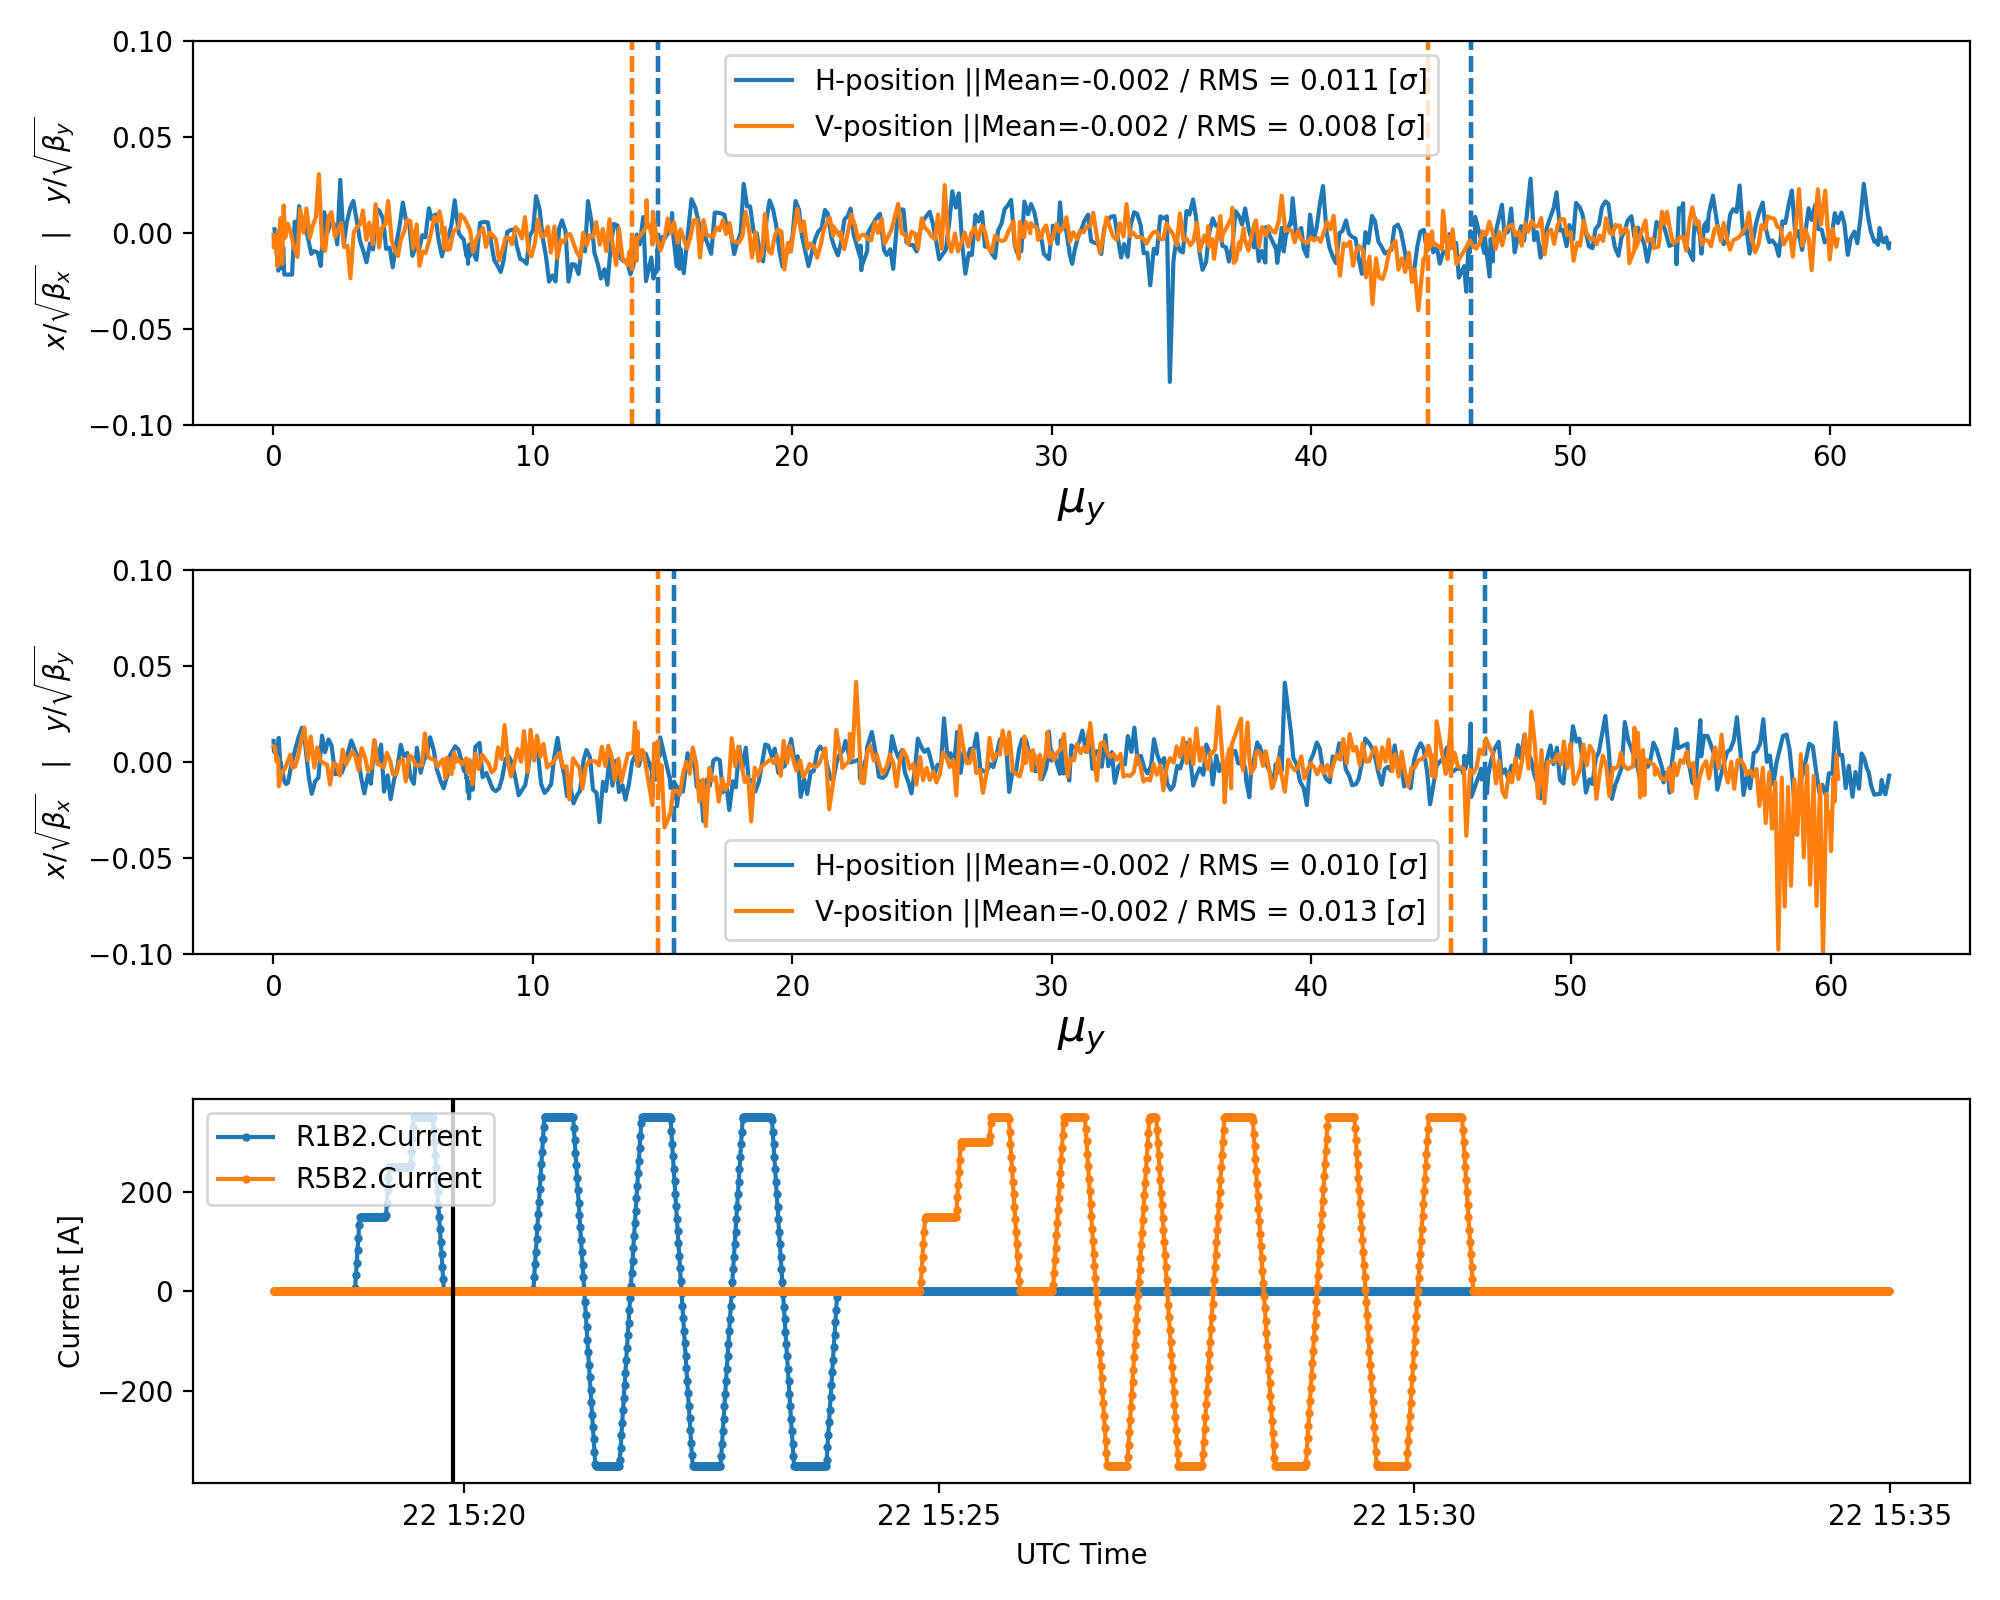 0.10
0.05
0.00
−0.05
−0.10
x/√βx | y/√βy
H-position ||Mean=-0.002 / RMS = 0.011 [σ]
V-position ||Mean=-0.002 / RMS = 0.008 [σ]
0 10 20 30 40 50 60
μy
0.10
0.05
0.00
−0.05
−0.10
x/√βx | y/√βy
H-position ||Mean=-0.002 / RMS = 0.010 [σ]
V-position ||Mean=-0.002 / RMS = 0.013 [σ]
0 10 20 30 40 50 60
μy
R1B2.Current
R5B2.Current
200
0
−200
Current [A]
22 15:20 22 15:25 22 15:30 22 15:35
UTC Time